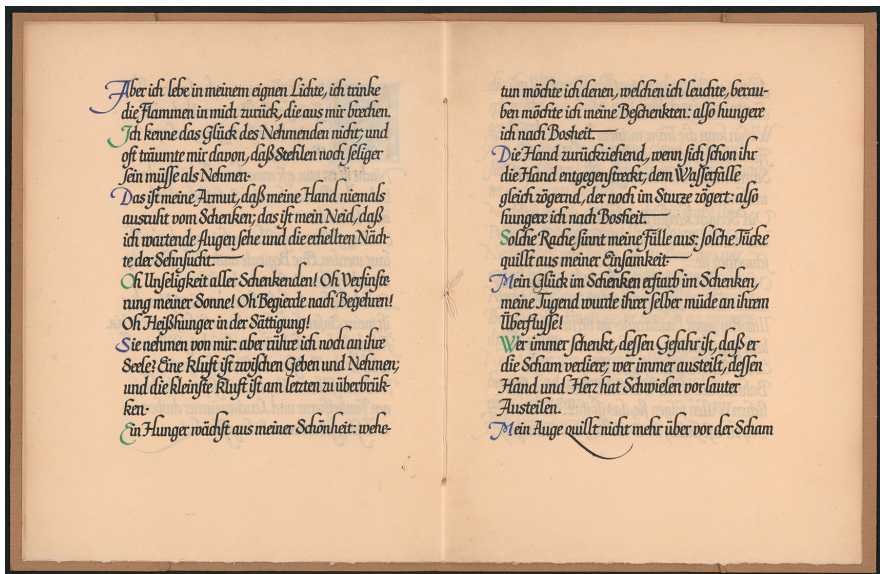 Aber ich lebe in meinem eignen Lichte, ich trinke
die Flammen in mich zurück, die aus mir brechen.
Ich kenne das Glück des Nehmenden nicht; und
oft träumte mir davon, daß Stehlen noch seliger
sein müsse als Nehmen.
Das ist meine Armut, daß meine Hand niemals
ausruht vom Schenken; das ist mein Neid, daß
ich wartende Augen sehe und die erhellten Näch-
te der Sehnsucht.
Oh Unseligkeit aller Schenkenden! Oh Verfinste-
rung meiner Sonne! Oh Begierde nach Begehren!
Oh Heißhunger in der Sättigung!
Sie nehmen von mir: aber rühre ich noch an ihre
Seele? Eine Kluft ist zwischen Geben und Nehmen;
und die kleinste Kluft ist am letzten zu überbrük-
ken.
Ein Hunger wächst aus meiner Schönheit: wehe-
tun möchte ich denen, welchen ich leuchte, berau-
ben möchte ich meine Beschenkten: also hungere
ich nach Bosheit.
Die Hand zurückziehend, wenn sich schon ihr
die Hand entgegenstreckt; dem Wasserfalle
gleich zögernd, der noch im Sturze zögert: also
hungere ich nach Bosheit.
Solche Rache sinnt meine Fülle aus: solche Tücke
quillt aus meiner Einsamkeit.
Mein Glück im Schenken erstarb im Schenken,
meine Tugend wurde ihrer selber müde an ihrem
Überflusse!
Wer immer schenkt, dessen Gefahr ist, daß er
die Scham verliere; wer immer austeilt, dessen
Hand und Herz hat Schwielen vor lauter
Austeilen.
Mein Auge quillt nicht mehr über vor der Scham